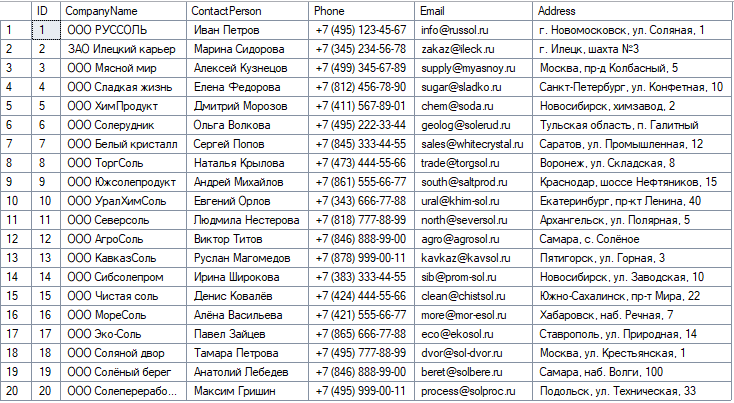 ID CompanyName ContactPerson Phone Email Address
1 1 ООО РУССОЛЬ Иван Петров +7 (495) 123-45-67 info@russol.ru г. Новомосковск, ул. Соляная, 1
2 2 ЗАО Илецкий карьер Марина Сидорова +7 (345) 234-56-78 zakaz@ileck.ru г. Илецк, шахта №3
3 3 ООО Мясной мир Алексей Кузнецов +7 (499) 345-67-89 supply@myasnoy.ru Москва, пр-д Колбасный, 5
4 4 ООО Сладкая жизнь Елена Федорова +7 (812) 456-78-90 sugar@sladko.ru Санкт-Петербург, ул. Конфетная, 10
5 5 ООО ХимПродукт Дмитрий Морозов +7 (411) 567-89-01 chem@soda.ru Новосибирск, химзавод, 2
6 6 ООО Солерудник Ольга Волкова +7 (495) 222-33-44 geolog@solerud.ru Тульская область, п. Галитный
7 7 ООО Белый кристалл Сергей Попов +7 (845) 333-44-55 sales@whitecrystal.ru Саратов, ул. Промышленная, 12
8 8 ООО ТоргСоль Наталья Крылова +7 (473) 444-55-66 trade@torgsol.ru Воронеж, ул. Складская, 8
9 9 ООО Южсолепродукт Андрей Михайлов +7 (861) 555-66-77 south@saltprod.ru Краснодар, шоссе Нефтяников, 15
10 10 ООО УралХимСоль Евгений Орлов +7 (343) 666-77-88 ural@khim-sol.ru Екатеринбург, пр-кт Ленина, 40
11 11 ООО Северсоль Людмила Нестерова +7 (818) 777-88-99 north@seversol.ru Архангельск, ул. Полярная, 5
12 12 ООО АгроСоль Виктор Титов +7 (846) 888-99-00 agro@agrosol.ru Самара, с. Солёное
13 13 ООО КавказСоль Руслан Магомедов +7 (878) 999-00-11 kavkaz@kavsol.ru Пятигорск, ул. Горная, 3
14 14 ООО Сибсолепром Ирина Широкова +7 (383) 333-44-55 sib@prom-sol.ru Новосибирск, ул. Заводская, 10
15 15 ООО Чистая соль Денис Ковалёв +7 (424) 444-55-66 clean@chistsol.ru Южно-Сахалинск, пр-т Мира, 22
16 16 ООО МореСоль Алёна Васильева +7 (421) 555-66-77 more@mor-esol.ru Хабаровск, наб. Речная, 7
17 17 ООО Эко-Соль Павел Зайцев +7 (865) 666-77-88 eco@ekosol.ru Ставрополь, ул. Природная, 14
18 18 ООО Соляной двор Тамара Петрова +7 (495) 777-88-99 dvor@sol-dvor.ru Москва, ул. Крестьянская, 1
19 19 ООО Солёный берег Анатолий Лебедев +7 (846) 888-99-00 beret@solbere.ru Самара, наб. Волги, 100
20 20 ООО Солеперерабо... Максим Гришин +7 (495) 999-00-11 process@solproc.ru Подольск, ул. Техническая, 33